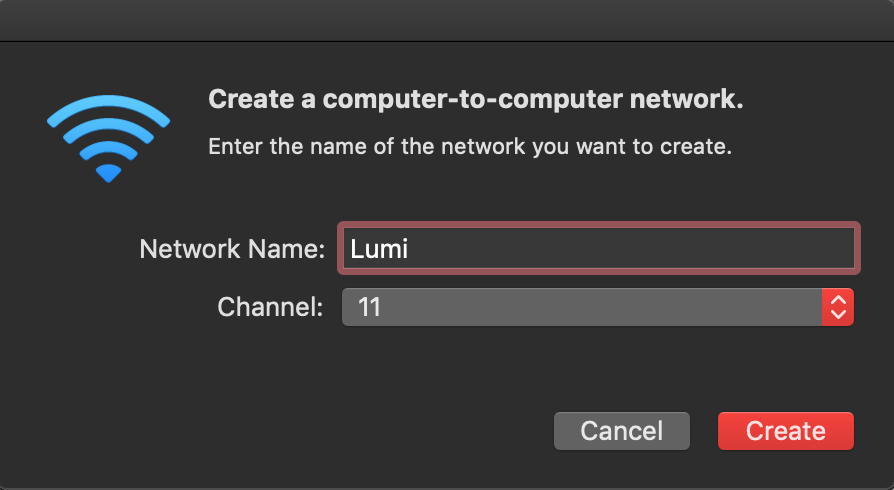 Create a computer-to-computer network.
Enter the name of the network you want to create.
Network Name: Lumi
Channel: 11
Cancel Create